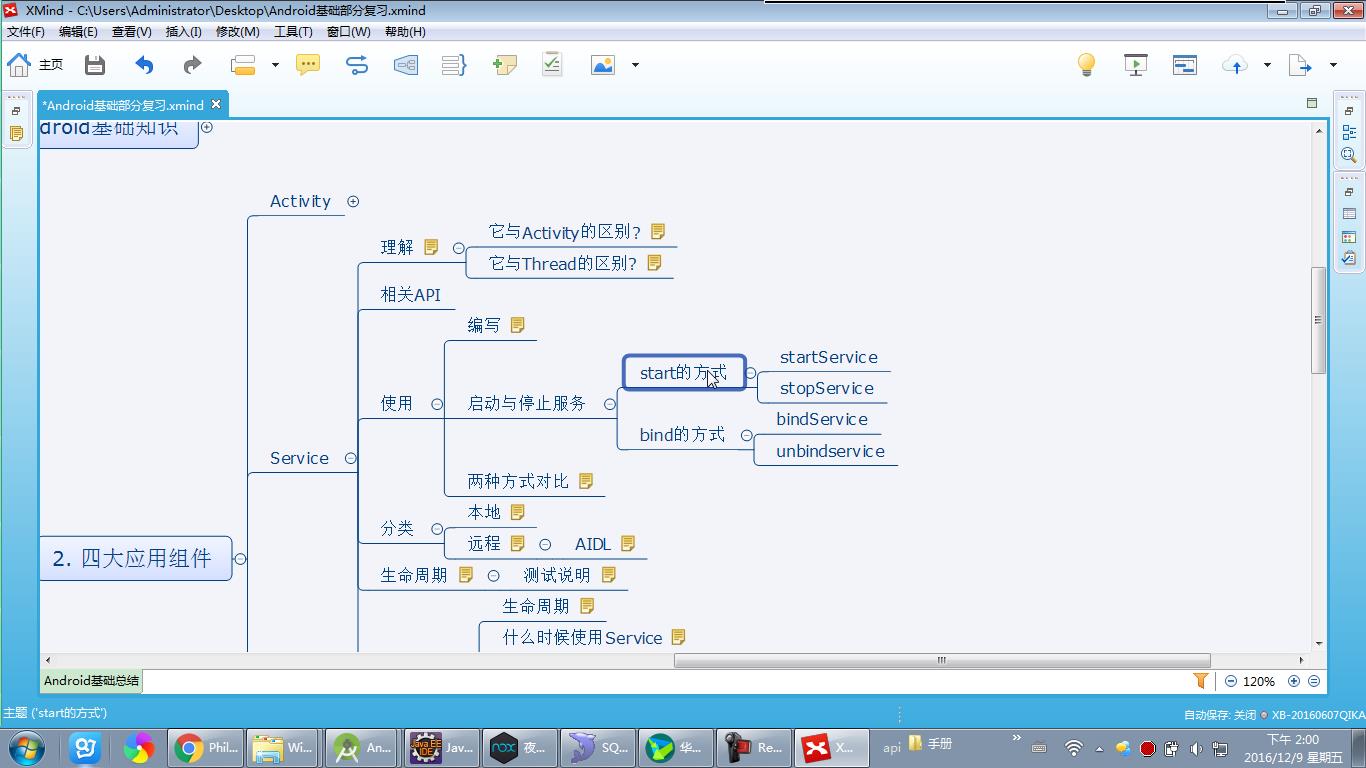 XMind - C:\Users\Administrator\Desktop\Android基础部分复习.xmind
文件(F) 编辑(E) 查看(V) 插入(I) 修改(M) 工具(T) 窗口(W) 帮助(H)
主页
*Android基础部分复习.xmind
droid基础知识
Activity
它与Activity的区别?
理解
它与Thread的区别?
相关API
编写
startService
start的方式
stopService
使用
启动与停止服务
bindService
bind的方式
unbindservice
Service
两种方式对比
本地
分类
远程
AIDL
2. 四大应用组件
生命周期
测试说明
生命周期
什么时候使用Service
Android基础总结
120%
主题 ('start的方式')
自动保存: 关闭
XB-20160607QIKA
Phil...
Wi...
An...
Java EE IDE
Jav...
nox
夜...
SQ...
华...
Re...
X...
api
手册
下午 2:00
2016/12/9 星期五